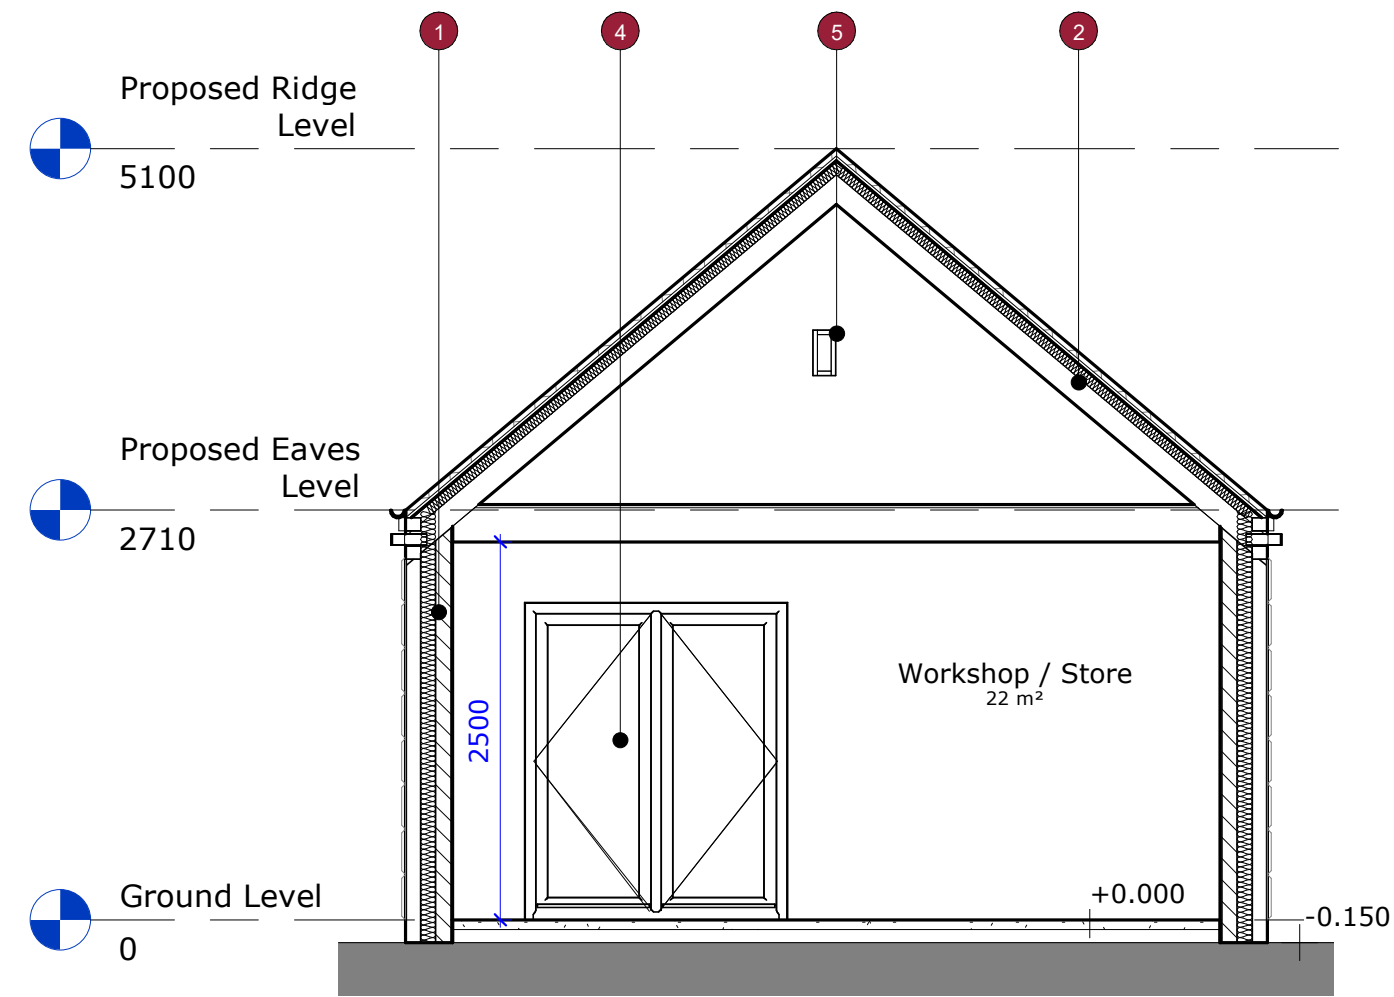 1 4 5 2
Proposed Ridge
Level
5100
Proposed Eaves
Level
2710
Workshop / Store
22 m²
2500
Ground Level
0
+0.000
-0.150